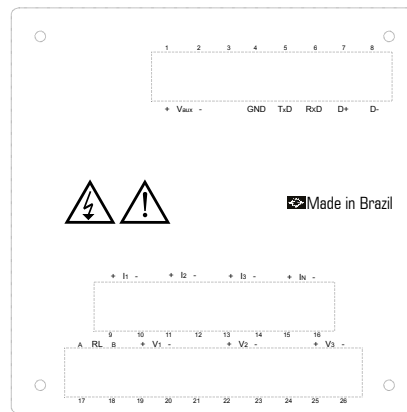 1 2 3 4 5 6 7 8
+ Vaux - GND TxD RxD D+ D-
Made in Brazil
+ I1 - + I2 - + I3 - + IN -
9 10 11 12 13 14 15 16
A RL B + V1 - + V2 - + V3 -
17 18 19 20 21 22 23 24 25 26